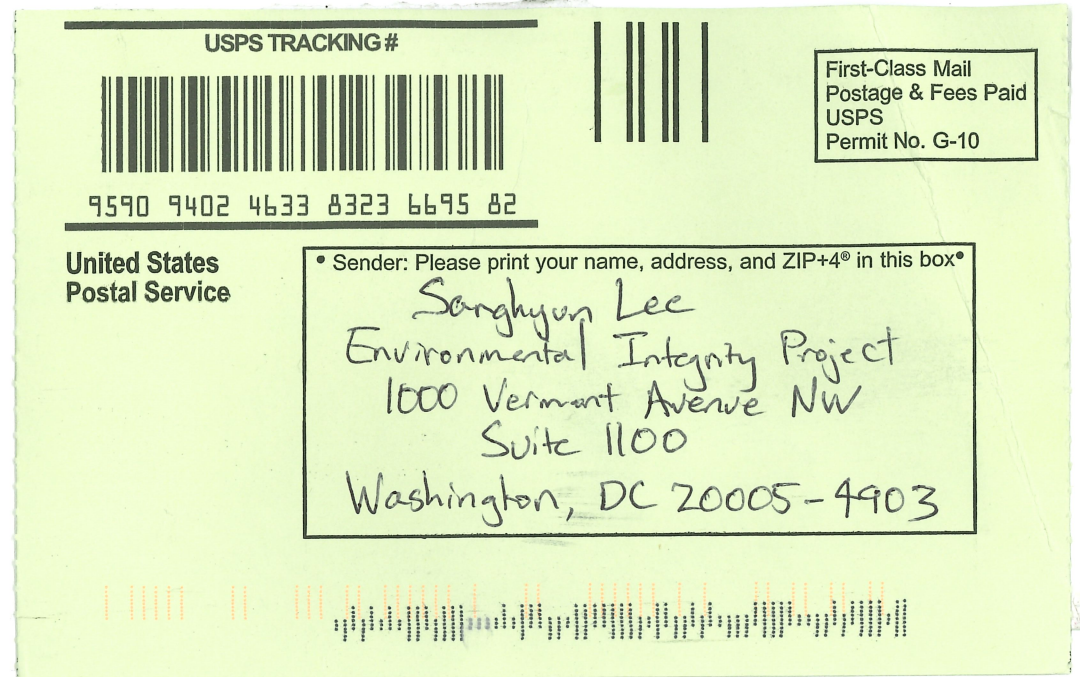 USPS TRACKING #
9590 9402 4633 8323 6695 82
First-Class Mail
Postage & Fees Paid
USPS
Permit No. G-10
United States
Postal Service
• Sender: Please print your name, address, and ZIP+4® in this box•
Sanghyun Lee
Environmental Integrity Project
1000 Vermont Avenue NW
Suite 1100
Washington, DC 20005-4903